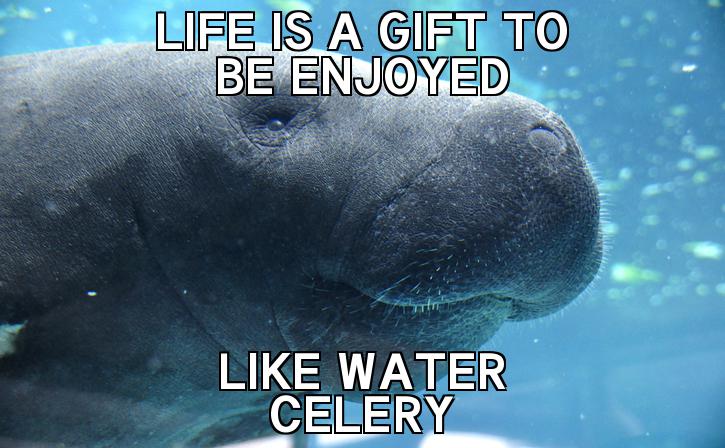 LIFE IS A GIFT TO
BE ENJOYED
LIKE WATER
CELERY